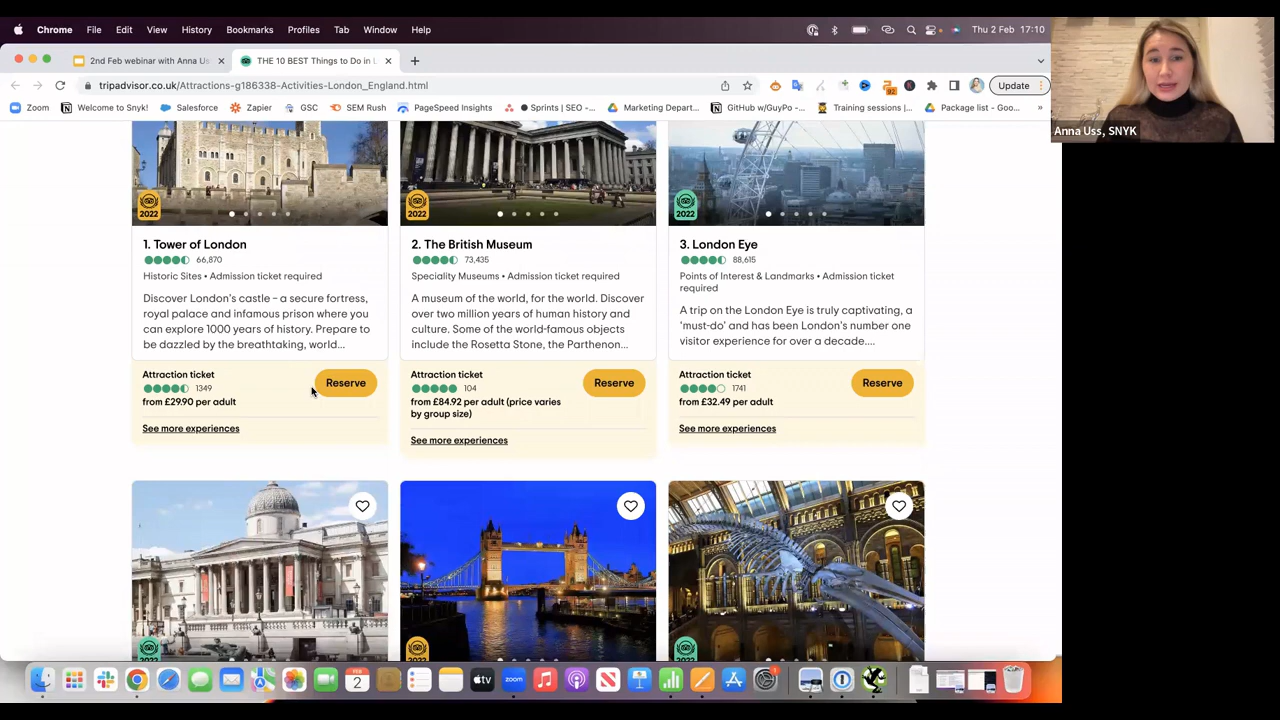 Chrome File Edit View History Bookmarks Profiles Tab Window Help Thu 2 Feb 17:10
2nd Feb webinar with Anna Us
THE 10 BEST Things to Do in L
tripadvisor.co.uk/Attractions-g186338-Activities-London_England.html
92
Update
Zoom Welcome to Snyk! Salesforce Zapier GSC SEM Rush PageSpeed Insights Sprints | SEO -... Marketing Depart... GitHub w/GuyPo -... Training sessions |... Package list - Goo...
Anna Uss, SNYK
2022
2022
2022
1. Tower of London
66,870
Historic Sites • Admission ticket required
Discover London's castle – a secure fortress,
royal palace and infamous prison where you
can explore 1000 years of history. Prepare to
be dazzled by the breathtaking, world...
Attraction ticket
1349
from £29.90 per adult
Reserve
See more experiences
2. The British Museum
73,435
Speciality Museums • Admission ticket required
A museum of the world, for the world. Discover
over two million years of human history and
culture. Some of the world-famous objects
include the Rosetta Stone, the Parthenon...
Attraction ticket
104
from £84.92 per adult (price varies
by group size)
Reserve
See more experiences
3. London Eye
88,615
Points of Interest & Landmarks • Admission ticket
required
A trip on the London Eye is truly captivating, a
'must-do' and has been London's number one
visitor experience for over a decade....
Attraction ticket
1741
from £32.49 per adult
Reserve
See more experiences
2022
2022
2022
FEB
2
tv
zoom
1